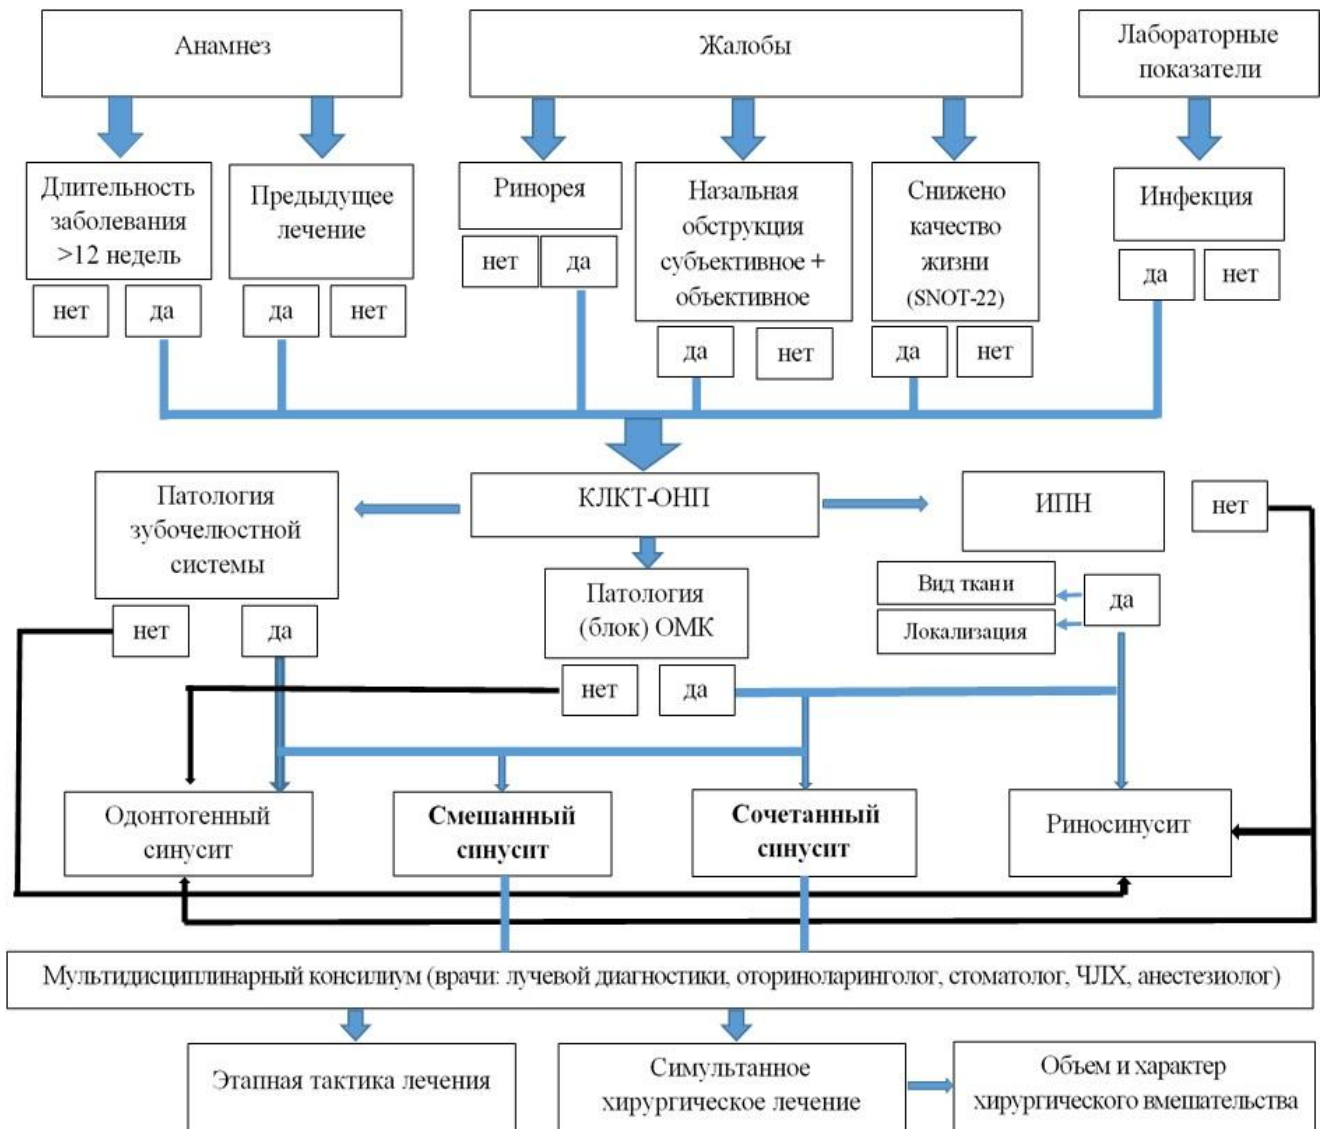 Анамнез
Жалобы
Лабораторные
показатели
Длительность
заболевания
>12 недель
нет
да
Предыдущее
лечение
да
нет
Ринорея
нет
да
Назальная
обструкция
субъективное +
объективное
да
нет
Снижено
качество
жизни
(SNOT-22)
да
нет
Инфекция
да
нет
Патология
зубочелюстной
системы
нет
да
КЛКТ-ОНП
Патология
(блок) ОМК
нет
да
ИПН
нет
Вид ткани
Локализация
да
Одонтогенный
синусит
Смешанный
синусит
Сочетанный
синусит
Риносинусит
Мультидисциплинарный консилиум (врачи: лучевой диагностики, оториноларинголог, стоматолог, ЧЛХ, анестезиолог)
Этапная тактика лечения
Симультанное
хирургическое лечение
Объем и характер
хирургического вмешательства